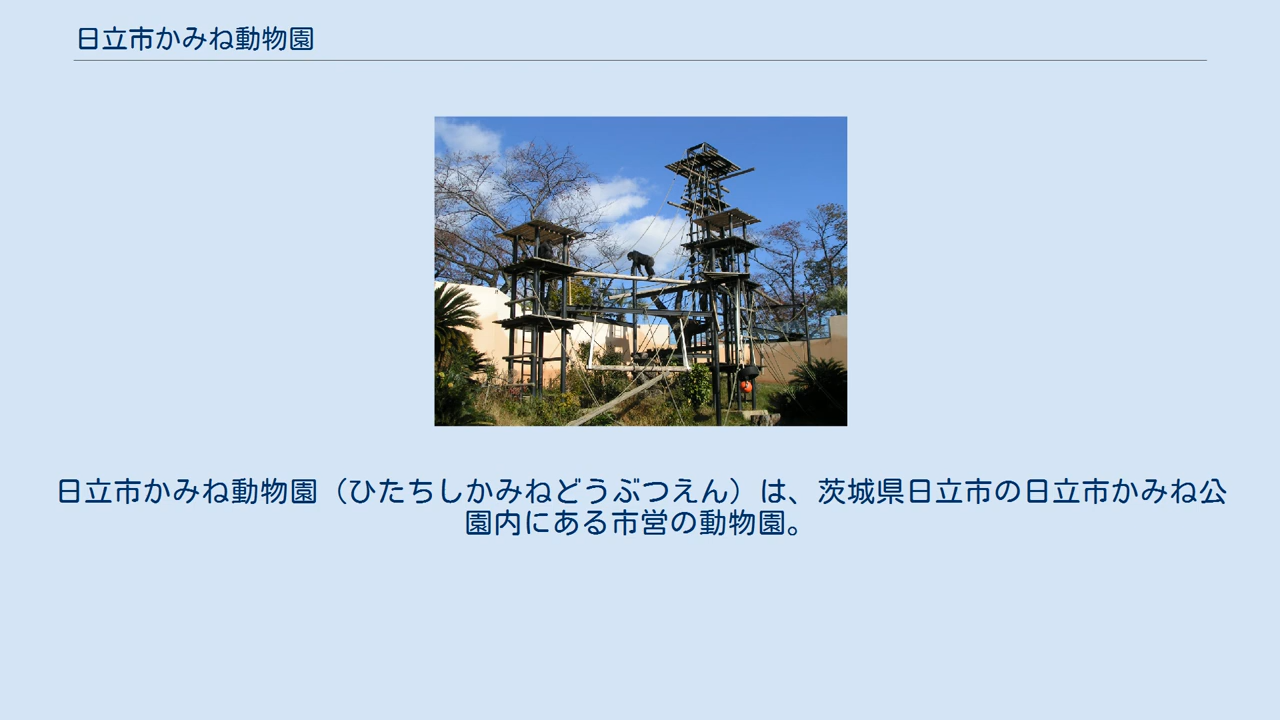 日立市かみね動物園
日立市かみね動物園（ひたちしかみねどうぶつえん）は、茨城県日立市の日立市かみね公
園内にある市営の動物園。